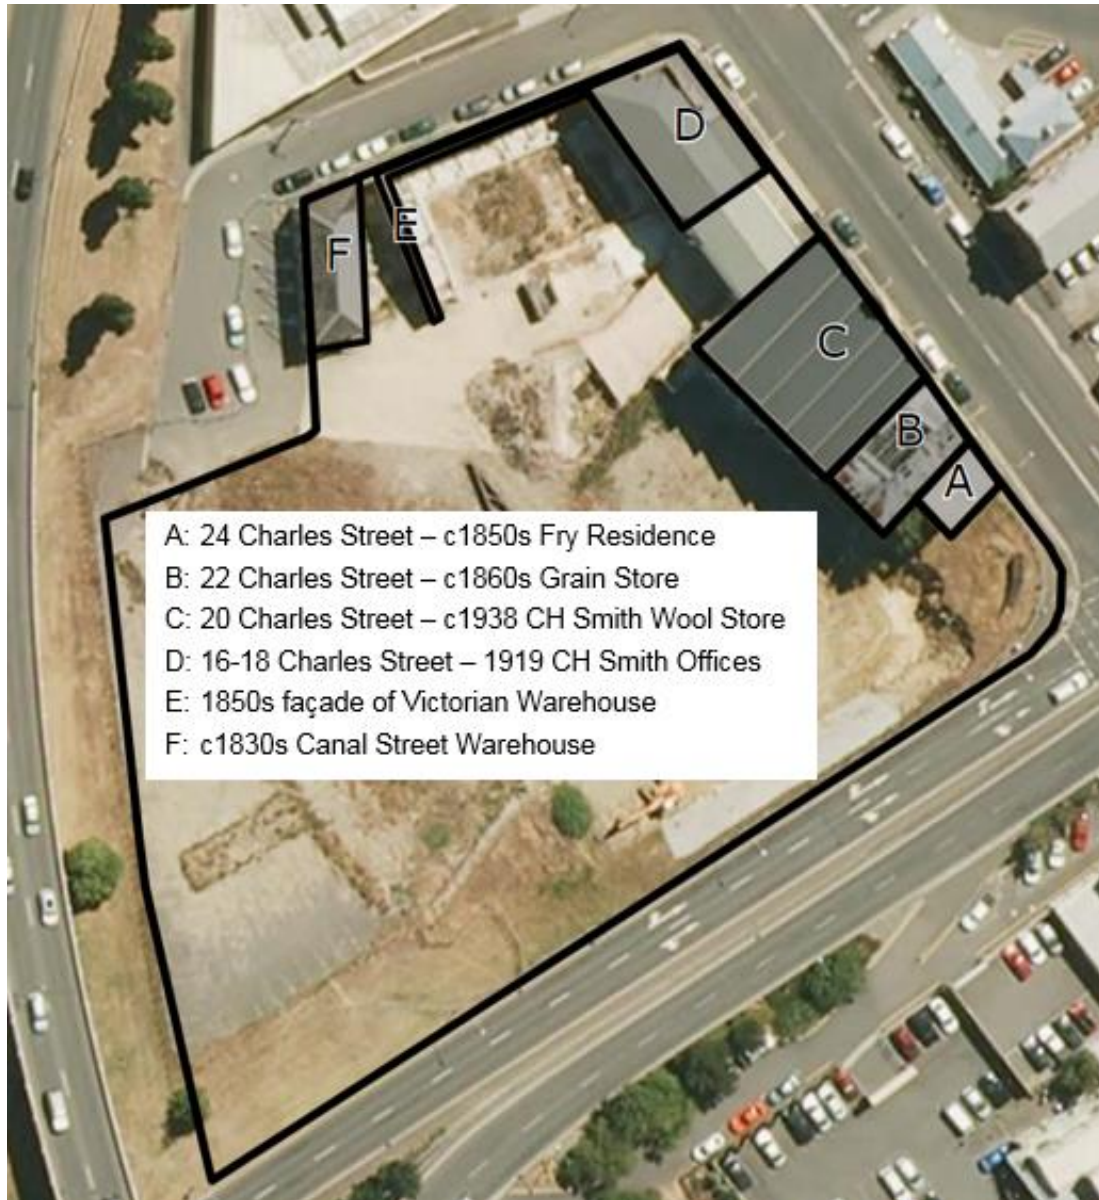 D
E
F
C
B
A
A: 24 Charles Street – c1850s Fry Residence
B: 22 Charles Street – c1860s Grain Store
C: 20 Charles Street – c1938 CH Smith Wool Store
D: 16-18 Charles Street – 1919 CH Smith Offices
E: 1850s façade of Victorian Warehouse
F: c1830s Canal Street Warehouse